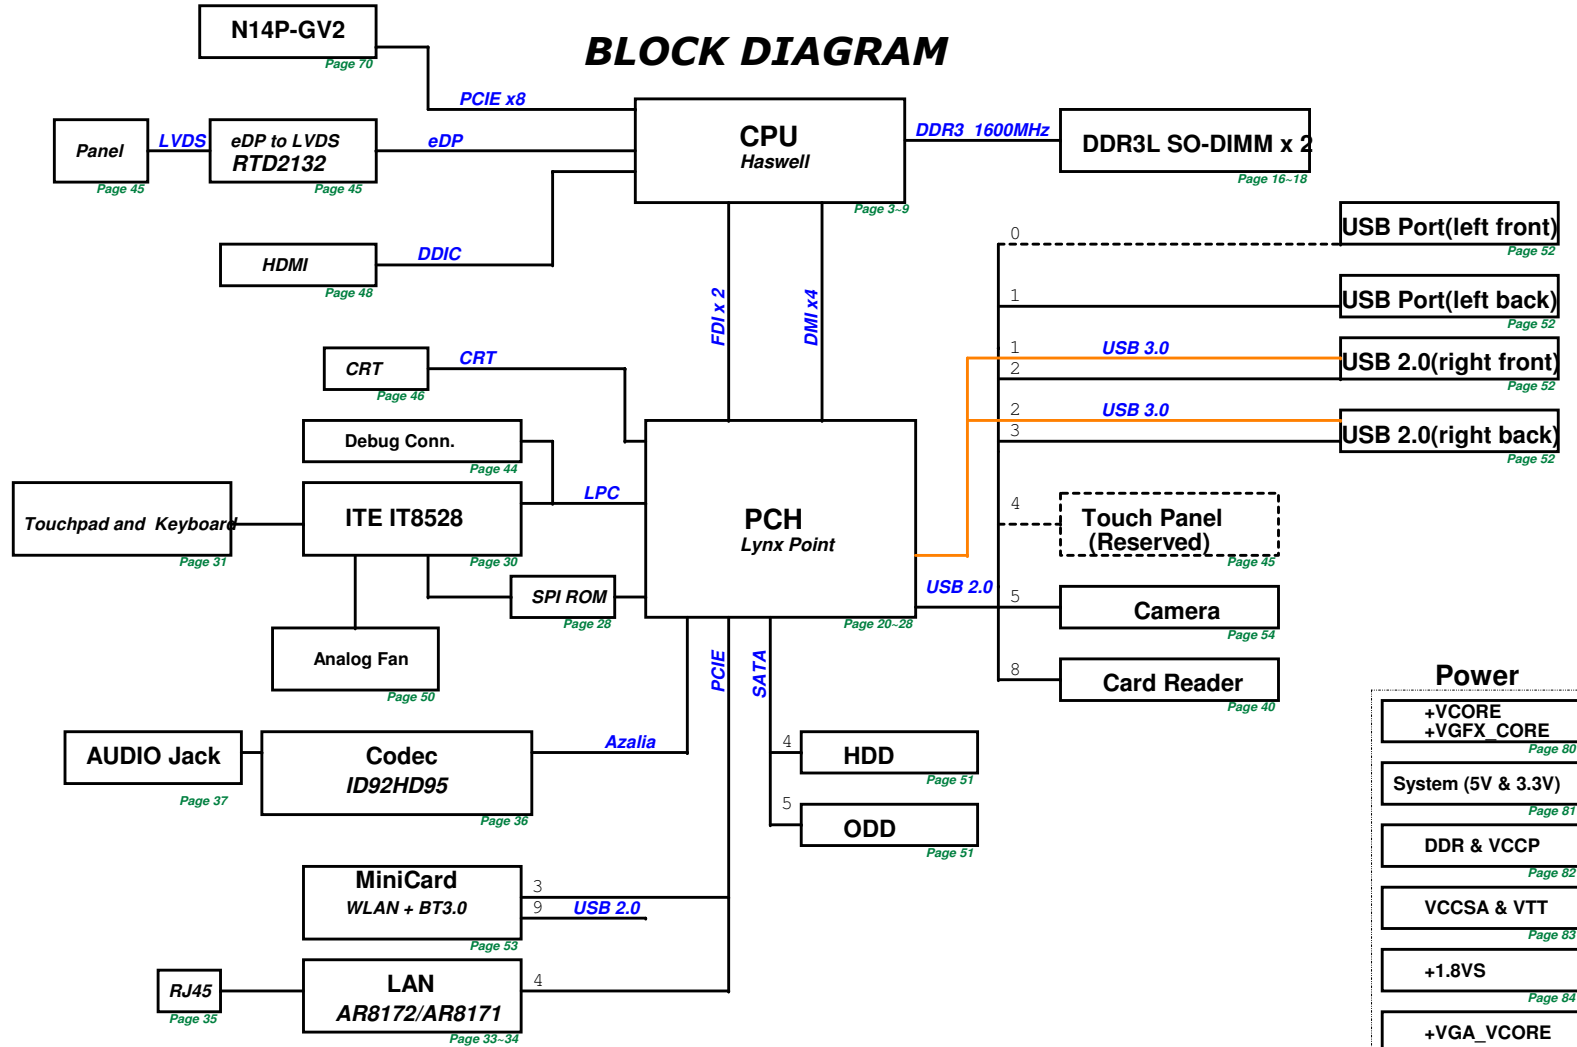 N14P-GV2
Page 70
BLOCK DIAGRAM
PCIE x8
CPU
Haswell
Page 3~9
DDR3 1600MHz
DDR3L SO-DIMM x 2
Page 16~18
Panel
Page 45
LVDS
eDP to LVDS
RTD2132
Page 45
eDP
HDMI
Page 48
DDIC
FDI x 2
DMI x4
0
USB Port(left front)
Page 52
1
USB Port(left back)
Page 52
1
USB 3.0
2
USB 2.0(right front)
Page 52
2
USB 3.0
3
USB 2.0(right back)
Page 52
CRT
Page 46
CRT
Debug Conn.
Page 44
LPC
Touchpad and Keyboard
Page 31
ITE IT8528
Page 30
SPI ROM
Page 28
PCH
Lynx Point
Page 20~28
4
Touch Panel
(Reserved)
Page 45
USB 2.0
5
Camera
Page 54
8
Card Reader
Page 40
Analog Fan
Page 50
PCIE
SATA
AUDIO Jack
Page 37
Codec
ID92HD95
Page 36
Azalia
4
HDD
Page 51
5
ODD
Page 51
MiniCard
WLAN + BT3.0
Page 53
3
9
USB 2.0
RJ45
Page 35
LAN
AR8172/AR8171
Page 33~34
4
Power
+VCORE
+VGFX_CORE
Page 80
System (5V & 3.3V)
Page 81
DDR & VCCP
Page 82
VCCSA & VTT
Page 83
+1.8VS
Page 84
+VGA_VCORE